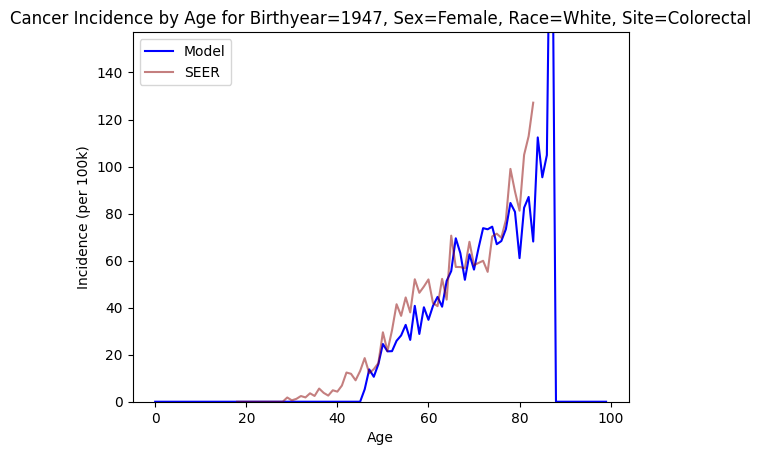 Cancer Incidence by Age for Birthyear=1947, Sex=Female, Race=White, Site=Colorectal
Model
SEER
Incidence (per 100k)
140
120
100
80
60
40
20
0
0 20 40 60 80 100
Age